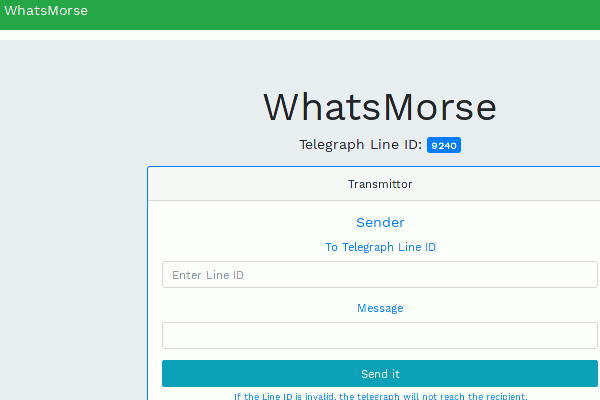 WhatsMorse
WhatsMorse
Telegraph Line ID: 9240
Transmittor
Sender
To Telegraph Line ID
Enter Line ID
Message
Send it
If the Line ID is invalid, the telegraph will not reach the recipient.